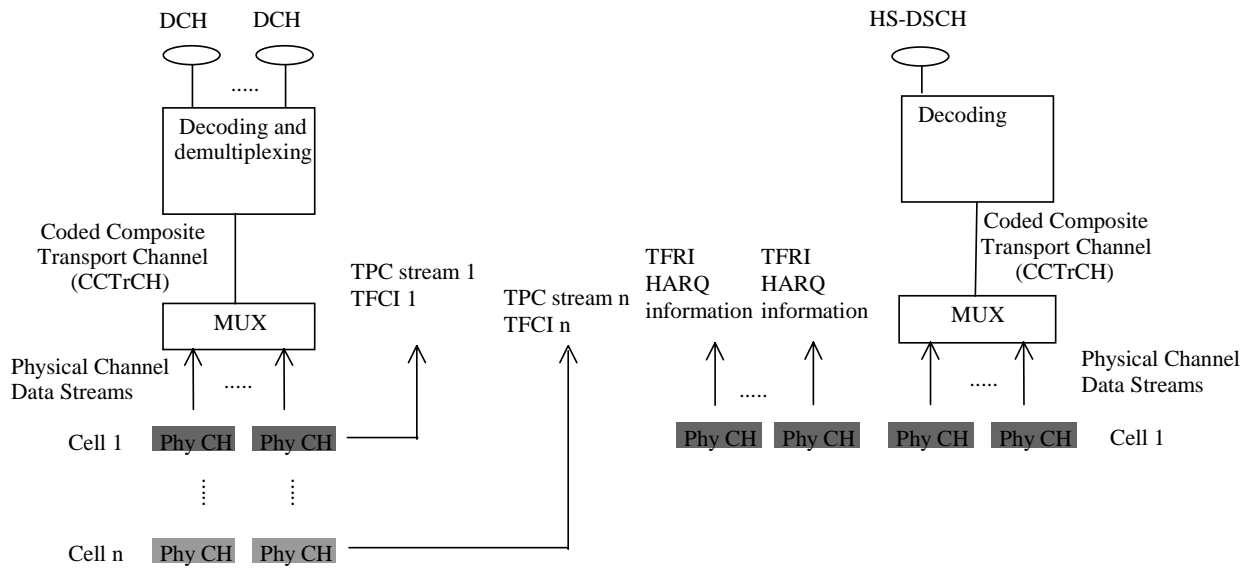 DCH
DCH
HS-DSCH
.....
Decoding and
demultiplexing
Decoding
Coded Composite
Transport Channel
(CCTrCH)
Coded Composite
Transport Channel
(CCTrCH)
TPC stream 1
TFCI 1
TPC stream n
TFCI n
TFRI
HARQ
information
TFRI
HARQ
information
MUX
MUX
Physical Channel
Data Streams
.....
.....
.....
Physical Channel
Data Streams
Cell 1
Phy CH
Phy CH
Phy CH
Phy CH
Phy CH
Phy CH
Cell 1
.....
.....
Cell n
Phy CH
Phy CH